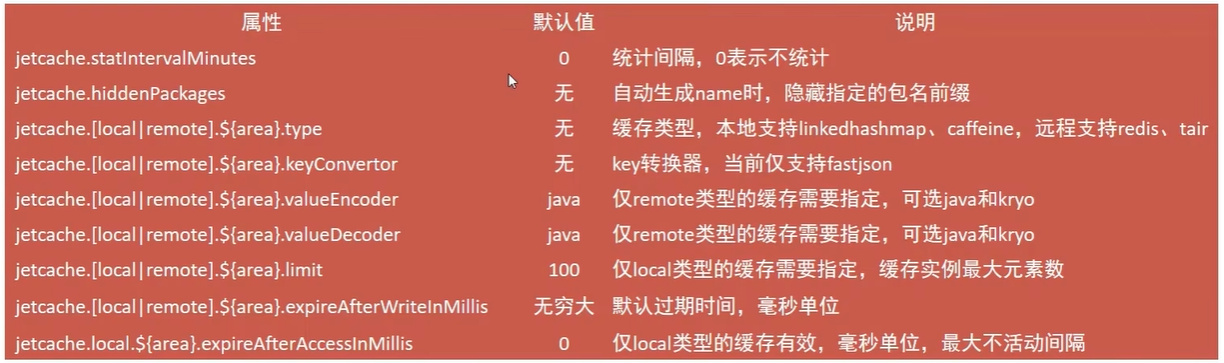 属性 默认值 说明
jetcache.statIntervalMinutes 0 统计间隔，0表示不统计
jetcache.hiddenPackages 无 自动生成name时，隐藏指定的包名前缀
jetcache.[local|remote].${area}.type 无 缓存类型，本地支持linkedhashmap、caffeine，远程支持redis、tair
jetcache.[local|remote].${area}.keyConvertor 无 key转换器，当前仅支持fastjson
jetcache.[local|remote].${area}.valueEncoder java 仅remote类型的缓存需要指定，可选java和kryo
jetcache.[local|remote].${area}.valueDecoder java 仅remote类型的缓存需要指定，可选java和kryo
jetcache.[local|remote].${area}.limit 100 仅local类型的缓存需要指定，缓存实例最大元素数
jetcache.[local|remote].${area}.expireAfterWriteInMillis 无穷大 默认过期时间，毫秒单位
jetcache.local.${area}.expireAfterAccessInMillis 0 仅local类型的缓存有效，毫秒单位，最大不活动间隔